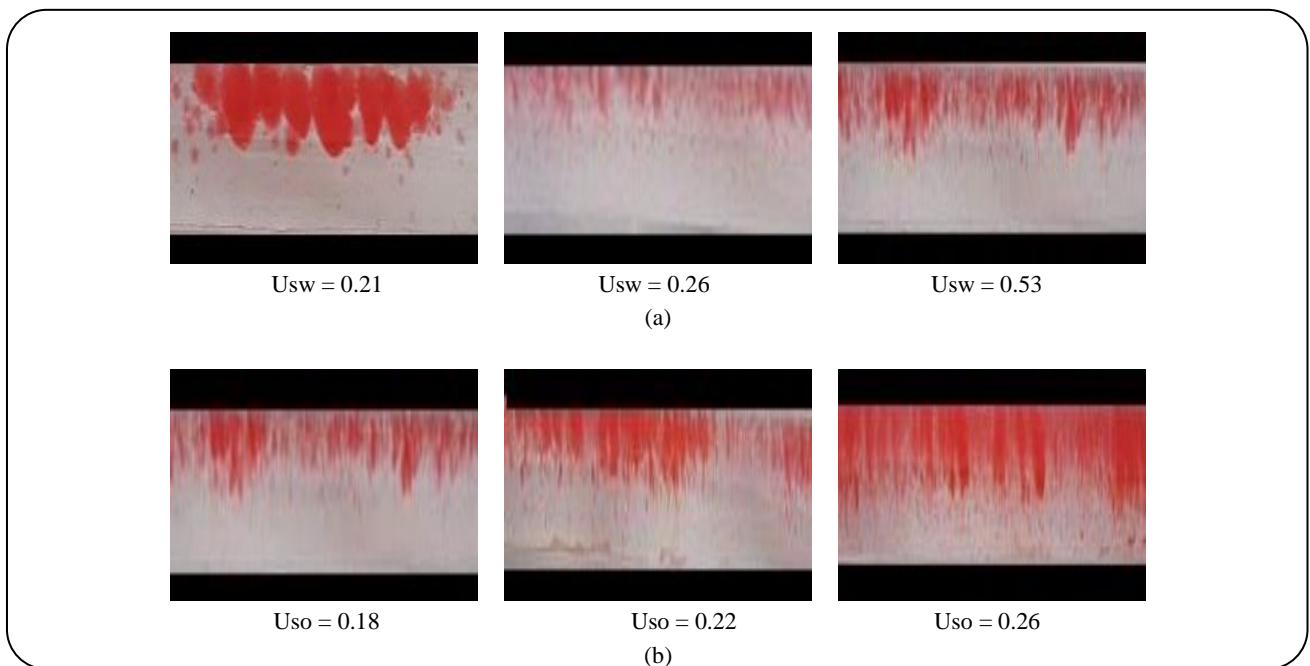 Usw = 0.21 Usw = 0.26 Usw = 0.53
(a)
Uso = 0.18 Uso = 0.22 Uso = 0.26
(b)